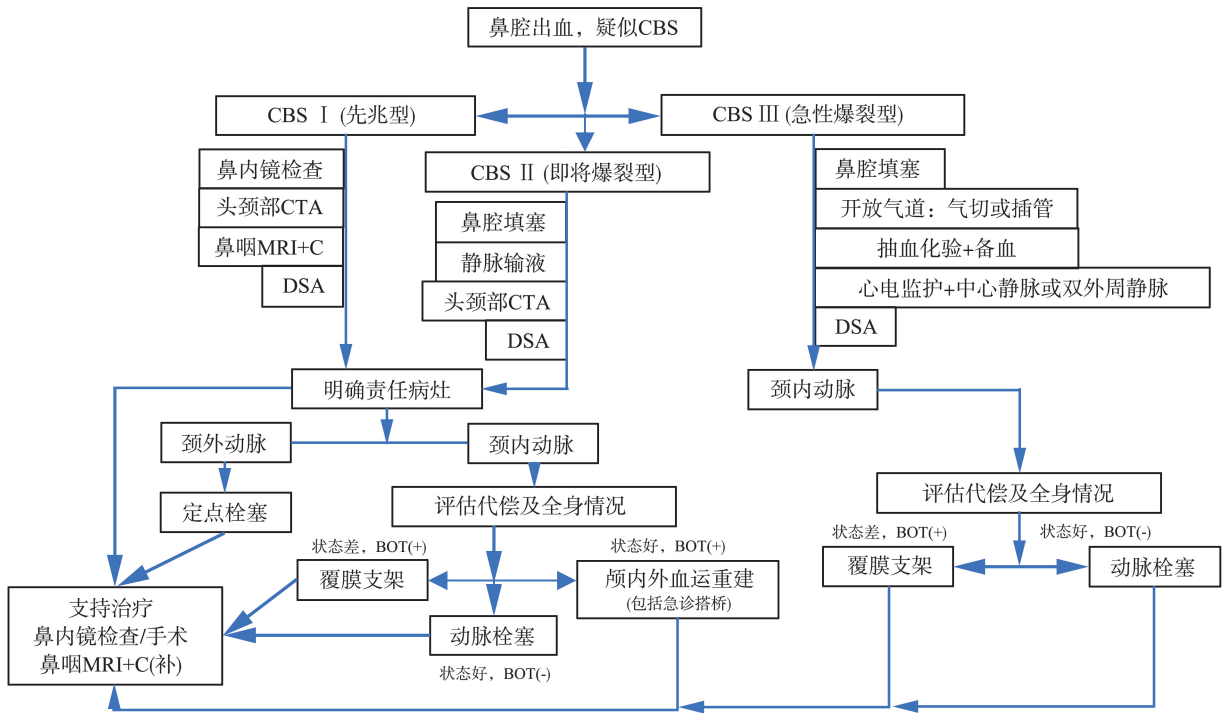 鼻腔出血，疑似CBS
CBS Ⅰ (先兆型)
CBS Ⅲ (急性爆裂型)
CBS Ⅱ (即将爆裂型)
鼻内镜检查
头颈部CTA
鼻咽MRI+C
DSA
鼻腔填塞
静脉输液
头颈部CTA
DSA
鼻腔填塞
开放气道：气切或插管
抽血化验+备血
心电监护+中心静脉或双外周静脉
DSA
明确责任病灶
颈内动脉
颈外动脉
颈内动脉
定点栓塞
评估代偿及全身情况
评估代偿及全身情况
状态差，BOT(+)
状态好，BOT(+)
状态差，BOT(+)
状态好，BOT(-)
覆膜支架
颅内外血运重建
(包括急诊搭桥)
覆膜支架
动脉栓塞
动脉栓塞
状态好，BOT(-)
支持治疗
鼻内镜检查/手术
鼻咽MRI+C(补)